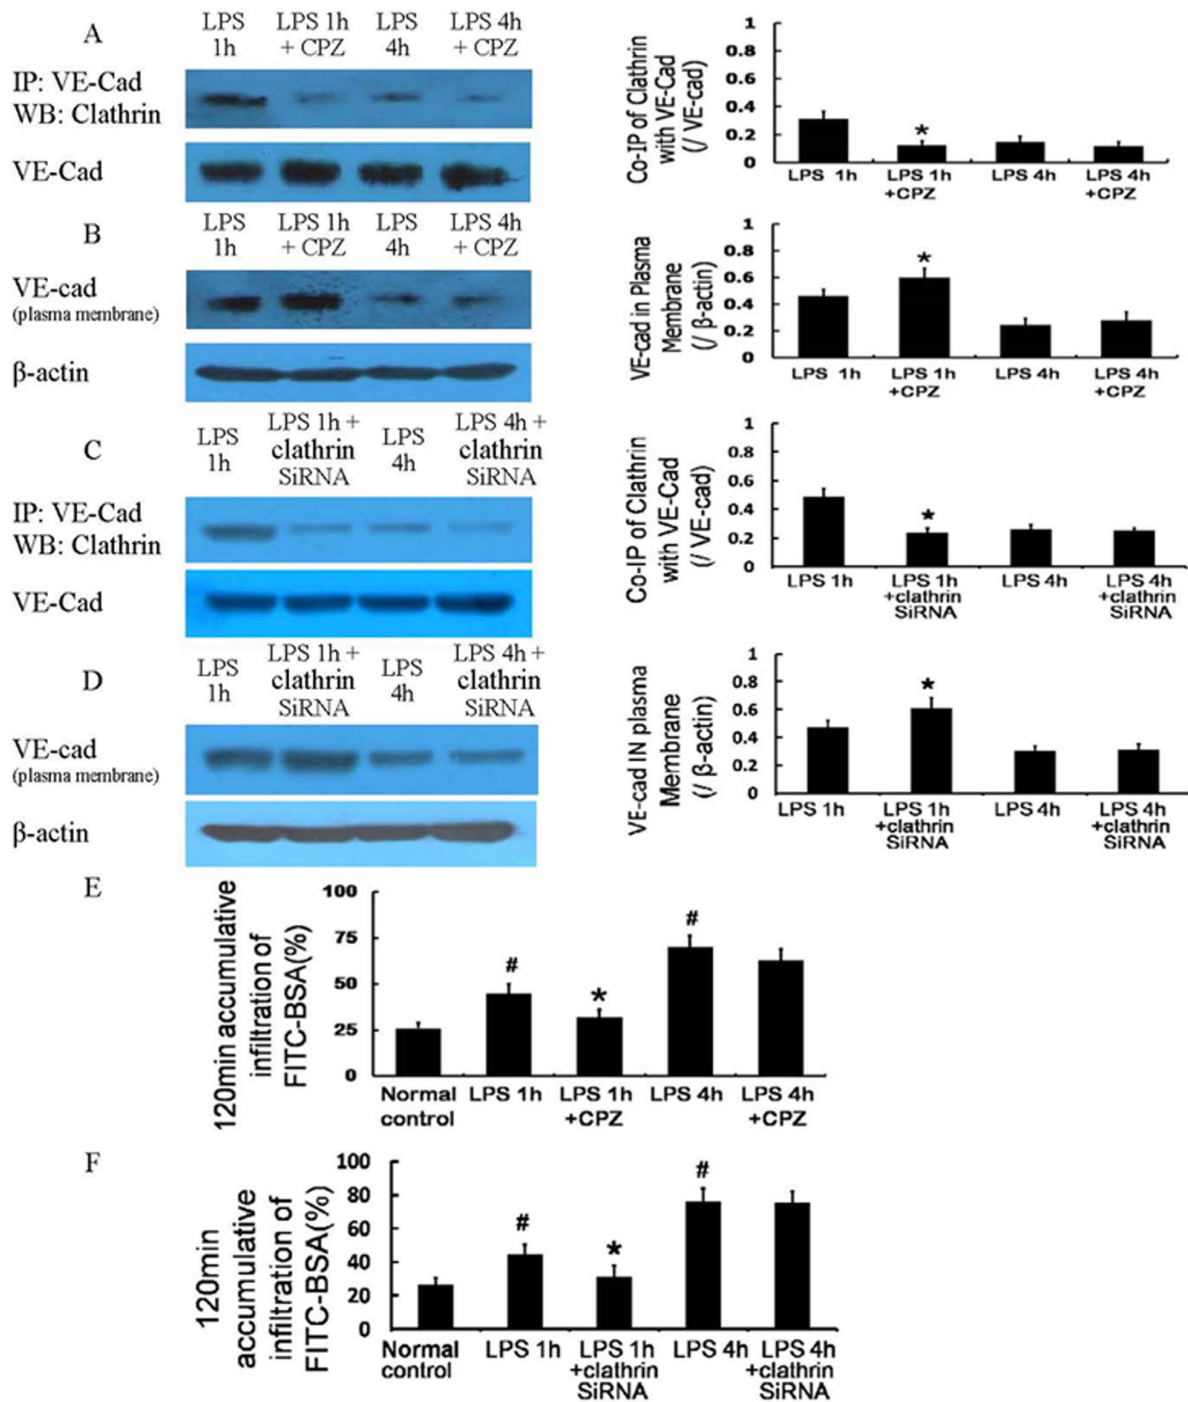 A
LPS 1h
LPS 1h + CPZ
LPS 4h
LPS 4h + CPZ
IP: VE-Cad
WB: Clathrin
VE-Cad
Co-IP of Clathrin
with VE-Cad
(/ VE-cad)
1
0.8
0.6
0.4
0.2
0
*
LPS 1h
LPS 1h +CPZ
LPS 4h
LPS 4h +CPZ
B
LPS 1h
LPS 1h + CPZ
LPS 4h
LPS 4h + CPZ
VE-cad
(plasma membrane)
β-actin
VE-cad in Plasma
Membrane
(/ β-actin)
1
0.8
0.6
0.4
0.2
0
*
LPS 1h
LPS 1h +CPZ
LPS 4h
LPS 4h +CPZ
C
LPS 1h
LPS 1h + clathrin SiRNA
LPS 4h
LPS 4h + clathrin SiRNA
IP: VE-Cad
WB: Clathrin
VE-Cad
Co-IP of Clathrin
with VE-Cad
(/ VE-cad)
1
0.8
0.6
0.4
0.2
0
*
LPS 1h
LPS 1h +clathrin SiRNA
LPS 4h
LPS 4h +clathrin SiRNA
D
LPS 1h
LPS 1h + clathrin SiRNA
LPS 4h
LPS 4h + clathrin SiRNA
VE-cad
(plasma membrane)
β-actin
VE-cad IN plasma
Membrane
(/ β-actin)
1
0.8
0.6
0.4
0.2
0
*
LPS 1h
LPS 1h +clathrin SiRNA
LPS 4h
LPS 4h +clathrin SiRNA
E
120min accumulative
infiltration of
FITC-BSA(%)
100
75
50
25
0
#
*
#
Normal control
LPS 1h
LPS 1h +CPZ
LPS 4h
LPS 4h +CPZ
F
120min
accumulative
infiltration of
FITC-BSA(%)
100
80
60
40
20
0
#
*
#
Normal control
LPS 1h
LPS 1h +clathrin SiRNA
LPS 4h
LPS 4h +clathrin SiRNA